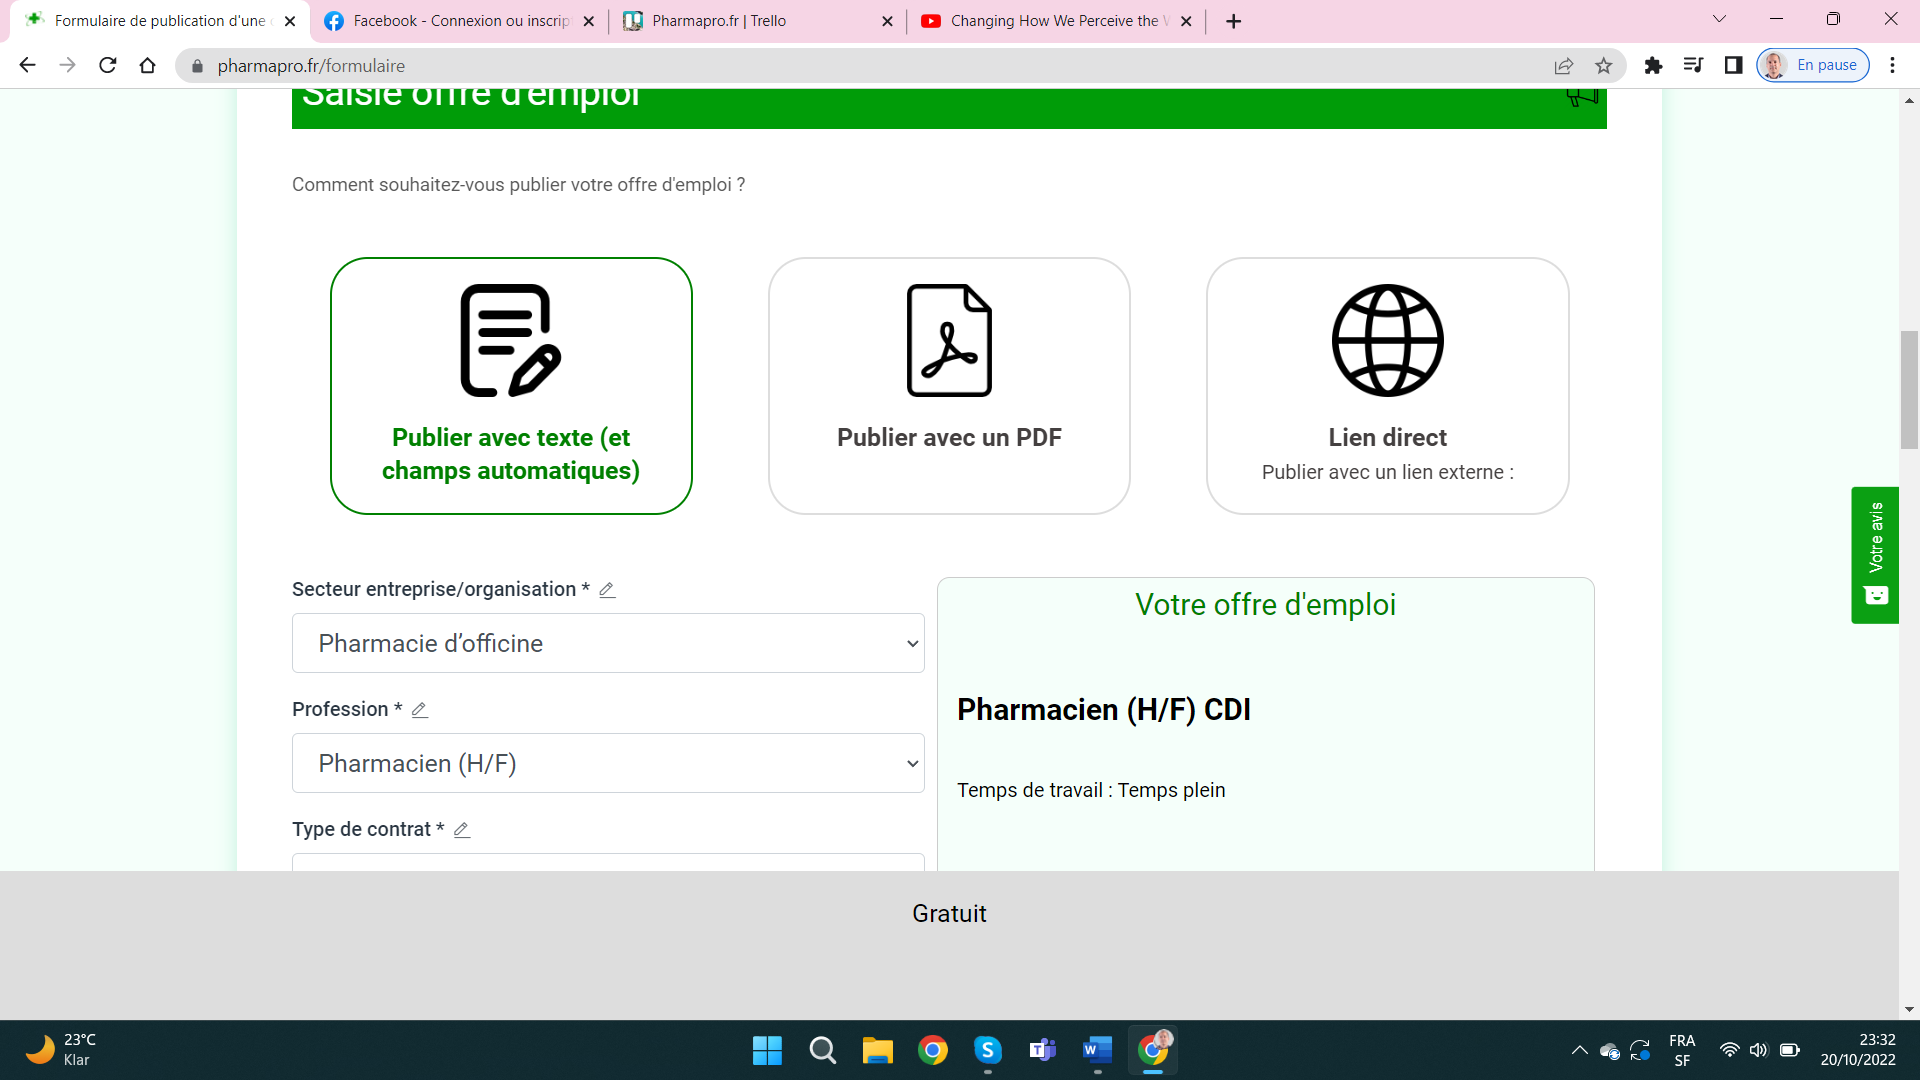 Formulaire de publication d'une
Facebook - Connexion ou inscrip
Pharmapro.fr | Trello
Changing How We Perceive the
pharmapro.fr/formulaire
En pause
Saisie offre d'emploi
Comment souhaitez-vous publier votre offre d'emploi ?
Publier avec texte (et
champs automatiques)
Publier avec un PDF
Lien direct
Publier avec un lien externe :
Votre avis
Secteur entreprise/organisation *
Pharmacie d’officine
Profession *
Pharmacien (H/F)
Type de contrat *
Votre offre d'emploi
Pharmacien (H/F) CDI
Temps de travail : Temps plein
Gratuit
23°C
Klar
FRA
SF
23:32
20/10/2022